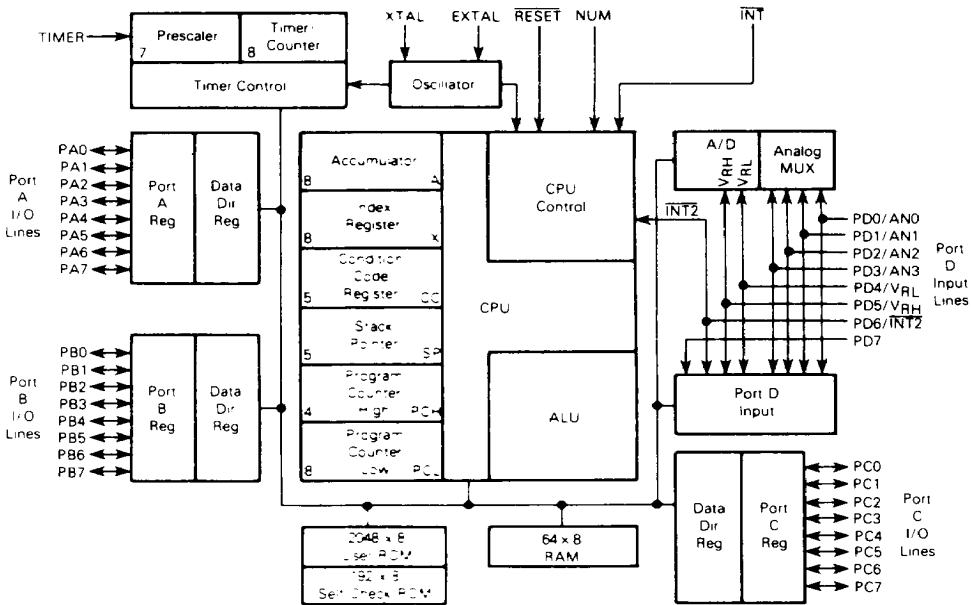 XTAL EXTAL RESET NUM INT
TIMER
Prescaler
7
Timer
Counter
8
Timer Control
Oscillator
Port
A
I/O
Lines
PA0
PA1
PA2
PA3
PA4
PA5
PA6
PA7
Port
A
Reg
Data
Dir
Reg
Port
B
I/O
Lines
PB0
PB1
PB2
PB3
PB4
PB5
PB6
PB7
Port
B
Reg
Data
Dir
Reg
Accumulator
8 A
Index
Register
8 X
Condition
Code
Register
5 CC
Stack
Pointer
5 SP
Program
Counter
High
4 PCH
Program
Counter
Low
8 PCL
CPU
CPU
Control
ALU
INT2
A/D
VRH
VRL
Analog
MUX
PD0/AN0
PD1/AN1
PD2/AN2
PD3/AN3
PD4/VRL
PD5/VRH
PD6/INT2
PD7
Port
D
Input
Lines
Port D
Input
Data
Dir
Reg
Port
C
Reg
PC0
PC1
PC2
PC3
PC4
PC5
PC6
PC7
Port
C
I/O
Lines
2048 x 8
User ROM
192 x 8
Self Check ROM
64 x 8
RAM